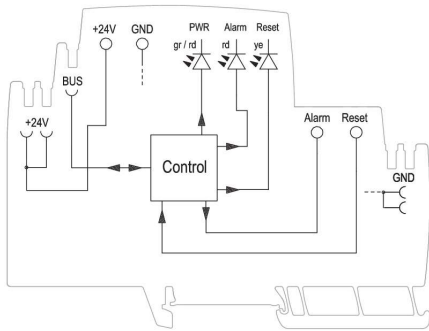 +24V GND PWR Alarm Reset
gr / rd rd ye
BUS
+24V
Alarm Reset
Control
GND